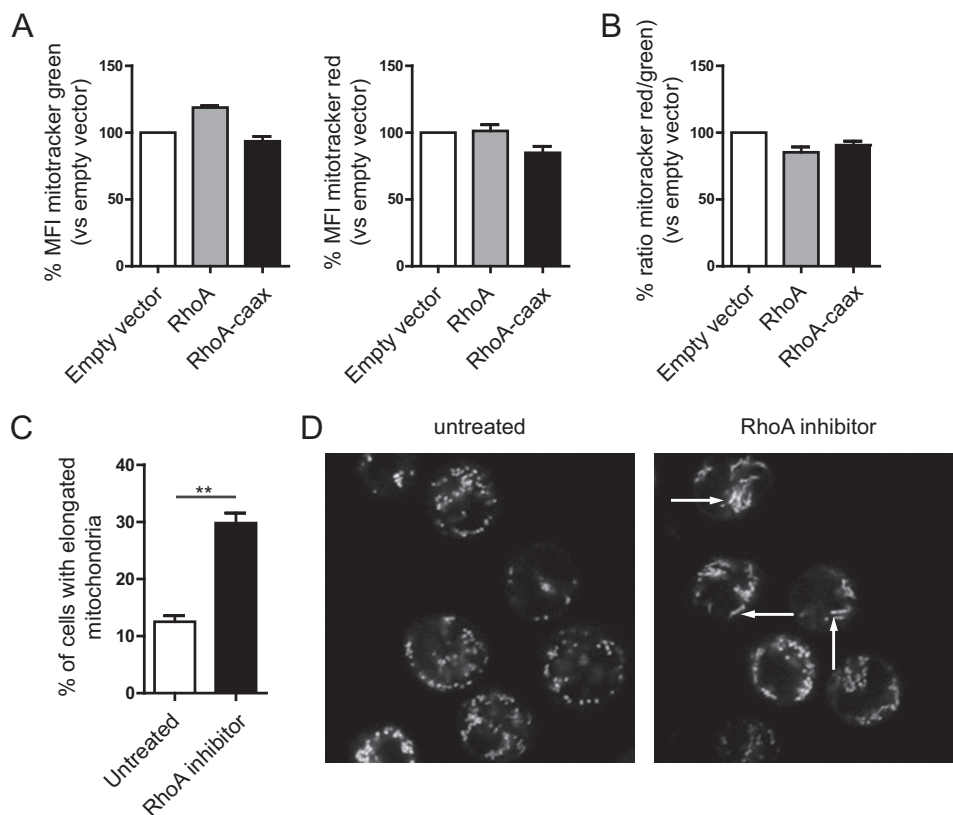 A
% MFI mitotracker green
(vs empty vector)
150
100
50
0
Empty vector
RhoA
RhoA-caax
% MFI mitotracker red
(vs empty vector)
150
100
50
0
Empty vector
RhoA
RhoA-caax
B
% ratio mitoracker red/green
(vs empty vector)
150
100
50
0
Empty vector
RhoA
RhoA-caax
C
% of cells with elongated
mitochondria
40
30
20
10
0
**
Untreated
RhoA inhibitor
D
untreated
RhoA inhibitor